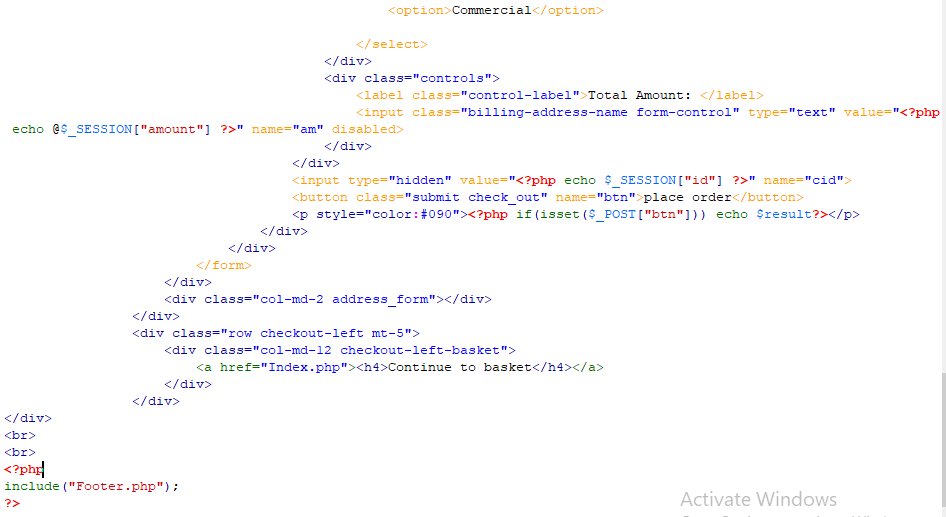 <option>Commercial</option>
</select>
</div>
<div class="controls">
<label class="control-label">Total Amount: </label>
<input class="billing-address-name form-control" type="text" value="<?php
echo @$_SESSION["amount"] ?>" name="am" disabled>
</div>
</div>
<input type="hidden" value="<?php echo $_SESSION["id"] ?>" name="cid">
<button class="submit check_out" name="btn">place order</button>
<p style="color:#090"><?php if(isset($_POST["btn"])) echo $result?></p>
</div>
</div>
</form>
</div>
<div class="col-md-2 address_form"></div>
</div>
<div class="row checkout-left mt-5">
<div class="col-md-12 checkout-left-basket">
<a href="Index.php"><h4>Continue to basket</h4></a>
</div>
</div>
</div>
<br>
<br>
<?php
include("Footer.php");
?>
Activate Windows